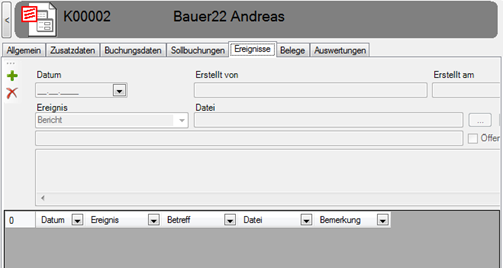 < K00002 Bauer22 Andreas
Allgemein Zusatzdaten Buchungsdaten Sollbuchungen Ereignisse Belege Auswertungen
Datum Erstellt von Erstellt am
__.__.____
Ereignis Datei
Bericht ...
Offen
0 Datum Ereignis Betreff Datei Bemerkung